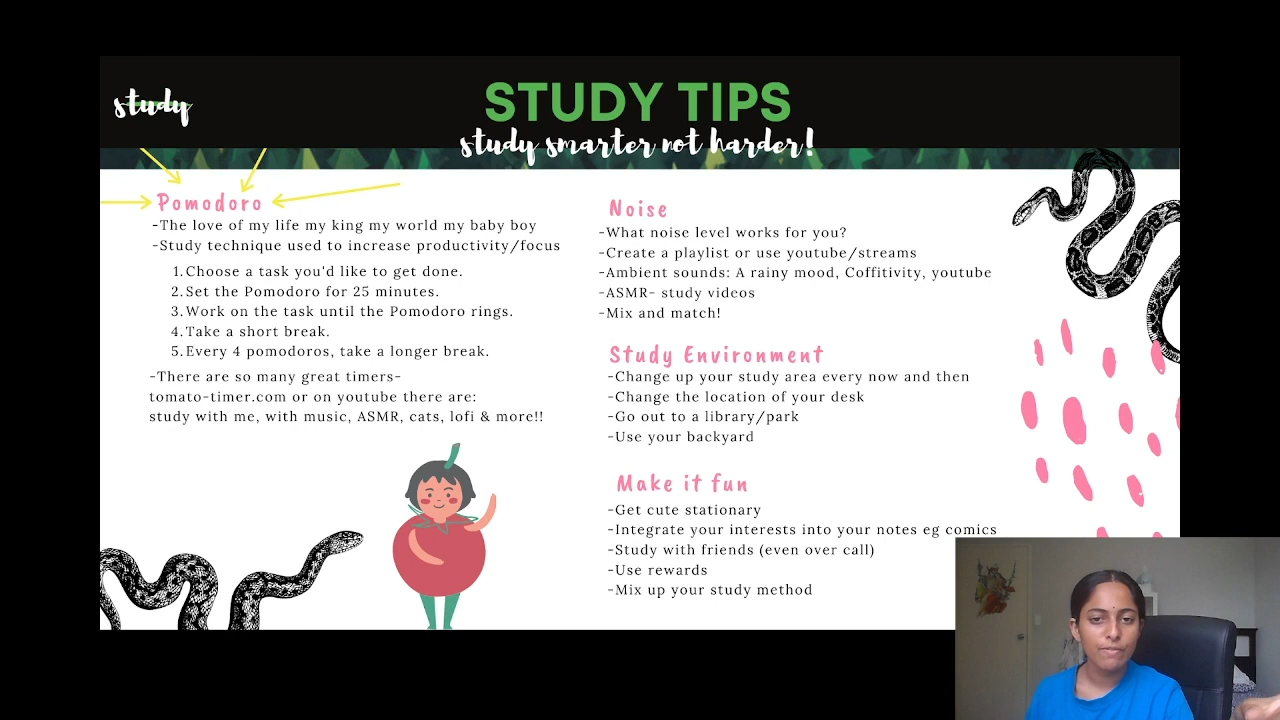 study
STUDY TIPS
study smarter not harder!
Pomodoro
-The love of my life my king my world my baby boy
-Study technique used to increase productivity/focus
1. Choose a task you'd like to get done.
2. Set the Pomodoro for 25 minutes.
3. Work on the task until the Pomodoro rings.
4. Take a short break.
5. Every 4 pomodoros, take a longer break.
-There are so many great timers-
tomato-timer.com or on youtube there are:
study with me, with music, ASMR, cats, lofi & more!!
Noise
-What noise level works for you?
-Create a playlist or use youtube/streams
-Ambient sounds: A rainy mood, Coffitivity, youtube
-ASMR- study videos
-Mix and match!
Study Environment
-Change up your study area every now and then
-Change the location of your desk
-Go out to a library/park
-Use your backyard
Make it fun
-Get cute stationary
-Integrate your interests into your notes eg comics
-Study with friends (even over call)
-Use rewards
-Mix up your study method